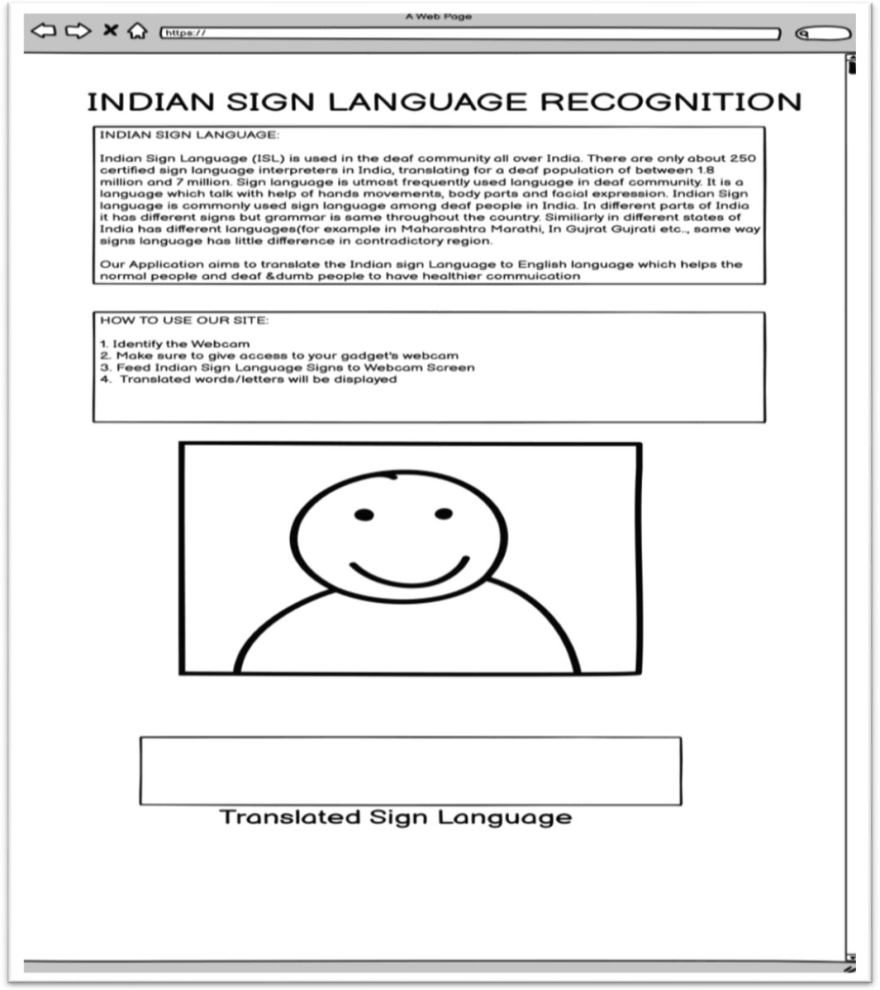 A Web Page
https://
INDIAN SIGN LANGUAGE RECOGNITION
INDIAN SIGN LANGUAGE:
Indian Sign Language (ISL) is used in the deaf community all over India. There are only about 250
certified sign language interpreters in India, translating for a deaf population of between 1.8
million and 7 million. Sign language is utmost frequently used language in deaf community. It is a
language which talk with help of hands movements, body parts and facial expression. Indian Sign
language is commonly used sign language among deaf people in India. In different parts of India
it has different signs but grammar is same throughout the country. Similiarly in different states of
India has different languages(for example in Maharashtra Marathi, In Gujrat Gujrati etc.., same way
signs language has little difference in contradictory region.
Our Application aims to translate the Indian sign Language to English language which helps the
normal people and deaf &dumb people to have healthier commuication
HOW TO USE OUR SITE:
1. Identify the Webcam
2. Make sure to give access to your gadget's webcam
3. Feed Indian Sign Language Signs to Webcam Screen
4. Translated words/letters will be displayed
Translated Sign Language